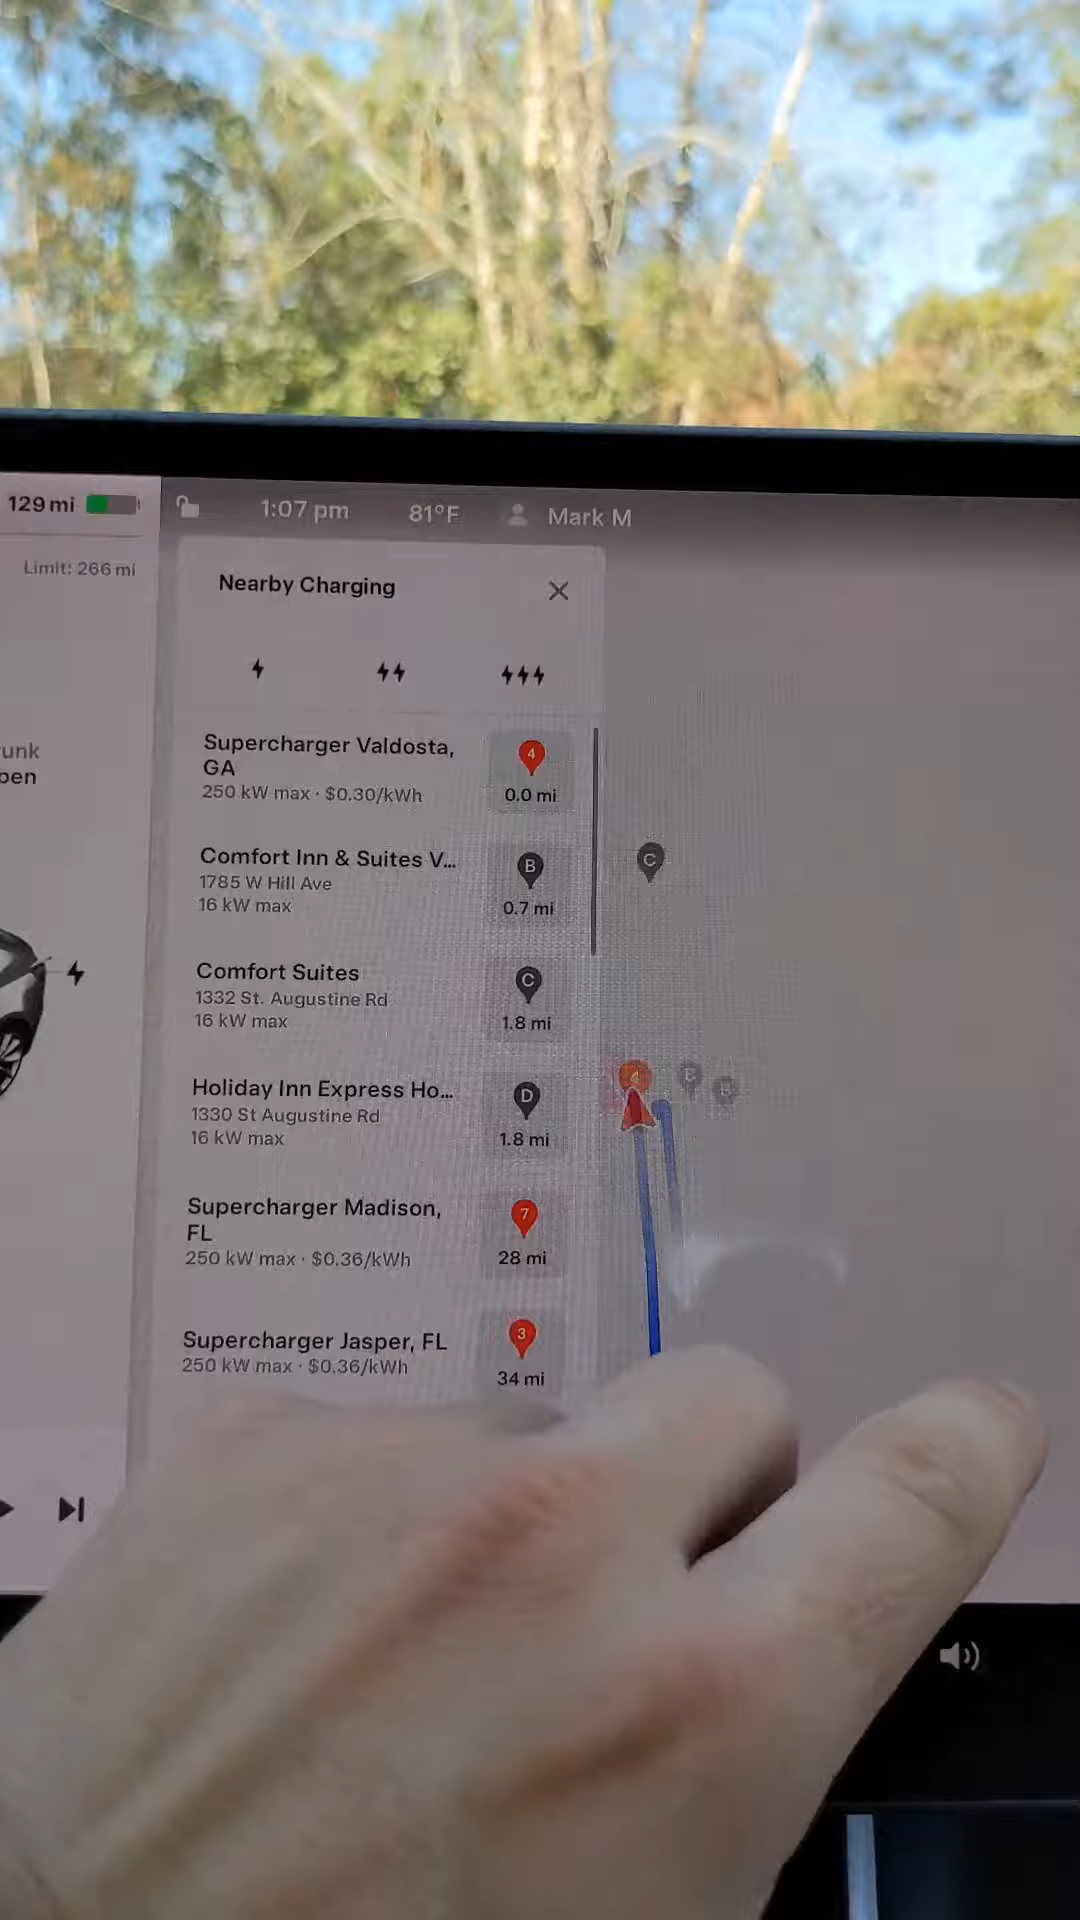 129 mi
1:07 pm
81°F
Mark M
Limit: 266 mi
Nearby Charging
Supercharger Valdosta,
GA
250 kW max · $0.30/kWh
4
0.0 mi
Comfort Inn & Suites V...
1785 W Hill Ave
16 kW max
B
0.7 mi
Comfort Suites
1332 St. Augustine Rd
16 kW max
C
1.8 mi
Holiday Inn Express Ho...
1330 St Augustine Rd
16 kW max
D
1.8 mi
Supercharger Madison,
FL
250 kW max · $0.36/kWh
7
28 mi
Supercharger Jasper, FL
250 kW max · $0.36/kWh
3
34 mi
C
4
unk
pen